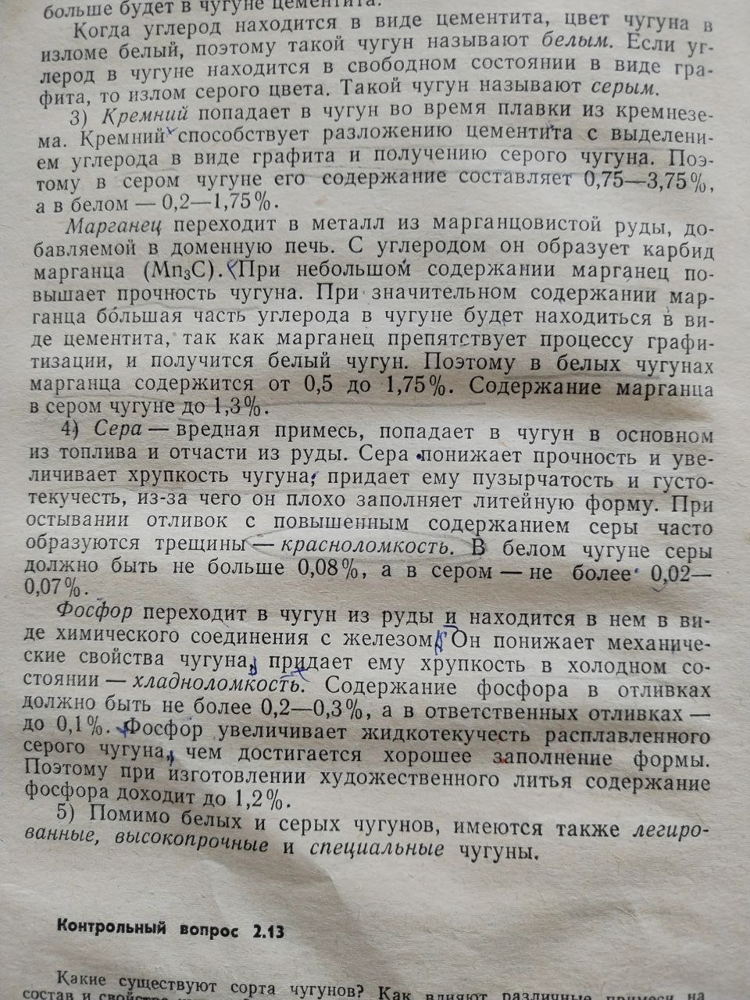 больше будет в чугуне цементита.
Когда углерод находится в виде цементита, цвет чугуна в
изломе белый, поэтому такой чугун называют белым. Если уг-
лерод в чугуне находится в свободном состоянии в виде гра-
фита, то излом серого цвета. Такой чугун называют серым.
3) Кремний попадает в чугун во время плавки из кремнезе-
ма. Кремний способствует разложению цементита с выделени-
ем углерода в виде графита и получению серого чугуна. Поэ-
тому в сером чугуне его содержание составляет 0,75—3,75%,
а в белом — 0,2—1,75%.
Марганец переходит в металл из марганцовистой руды, до-
бавляемой в доменную печь. С углеродом он образует карбид
марганца (Mn₃C). При небольшом содержании марганец по-
вышает прочность чугуна. При значительном содержании мар-
ганца бо́льшая часть углерода в чугуне будет находиться в ви-
де цементита, так как марганец препятствует процессу графи-
тизации, и получится белый чугун. Поэтому в белых чугунах
марганца содержится от 0,5 до 1,75%. Содержание марганца
в сером чугуне до 1,3%.
4) Сера — вредная примесь, попадает в чугун в основном
из топлива и отчасти из руды. Сера понижает прочность и уве-
личивает хрупкость чугуна, придает ему пузырчатость и густо-
текучесть, из-за чего он плохо заполняет литейную форму. При
остывании отливок с повышенным содержанием серы часто
образуются трещины — красноломкость. В белом чугуне серы
должно быть не больше 0,08%, а в сером — не более 0,02—
0,07%.
Фосфор переходит в чугун из руды и находится в нем в ви-
де химического соединения с железом. Он понижает механиче-
ские свойства чугуна, придает ему хрупкость в холодном со-
стоянии — хладноломкость. Содержание фосфора в отливках
должно быть не более 0,2—0,3%, а в ответственных отливках —
до 0,1%. Фосфор увеличивает жидкотекучесть расплавленного
серого чугуна, чем достигается хорошее заполнение формы.
Поэтому при изготовлении художественного литья содержание
фосфора доходит до 1,2%.
5) Помимо белых и серых чугунов, имеются также легиро-
ванные, высокопрочные и специальные чугуны.
Контрольный вопрос 2.13
Какие существуют сорта чугунов? Как влияют различные примеси на
состав и